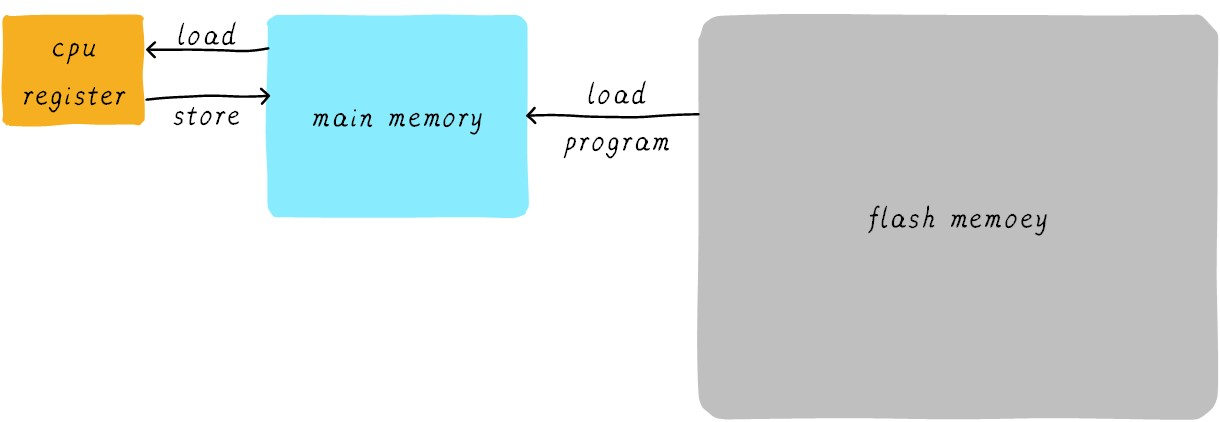 cpu
register
load
store
main memory
load
program
flash memoey